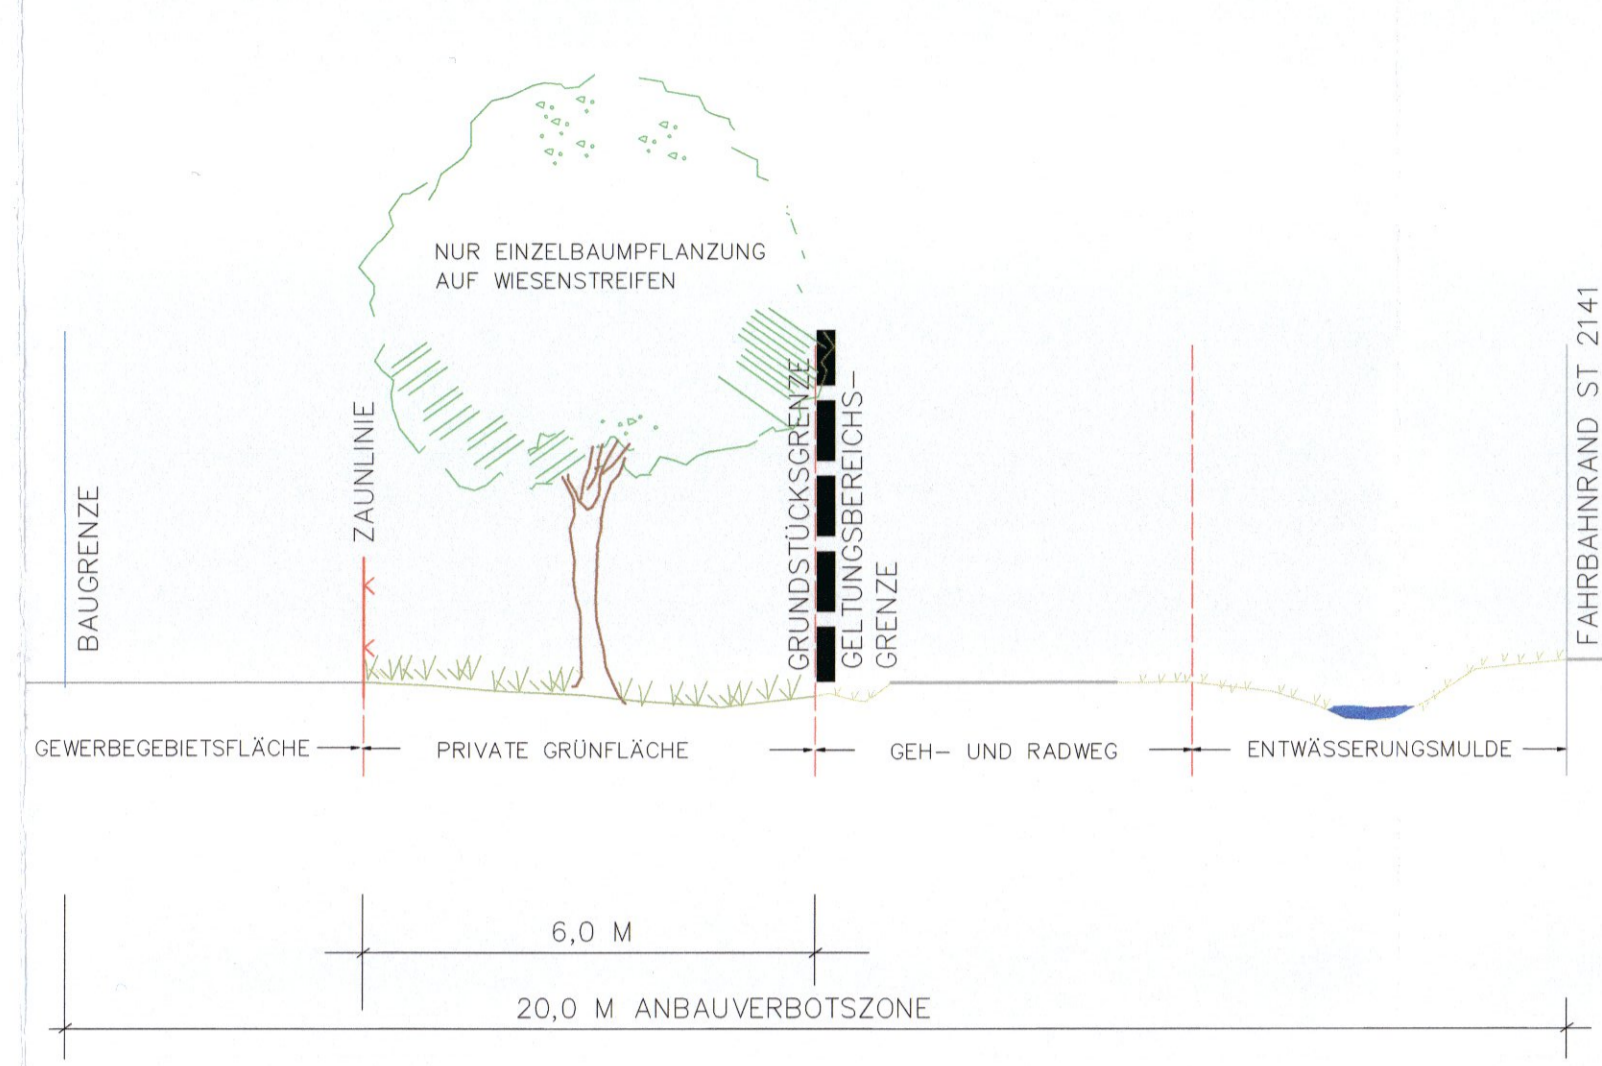 NUR EINZELBAUMPFLANZUNG
AUF WIESENSTREIFEN
BAUGRENZE
ZAUNLINIE
GRUNDSTÜCKSGRENZE
GELTUNGSBEREICHS-
GRENZE
FAHRBAHNRAND ST 2141
GEWERBEGEBIETSFLÄCHE
PRIVATE GRÜNFLÄCHE
GEH- UND RADWEG
ENTWÄSSERUNGSMULDE
6,0 M
20,0 M ANBAUVERBOTSZONE